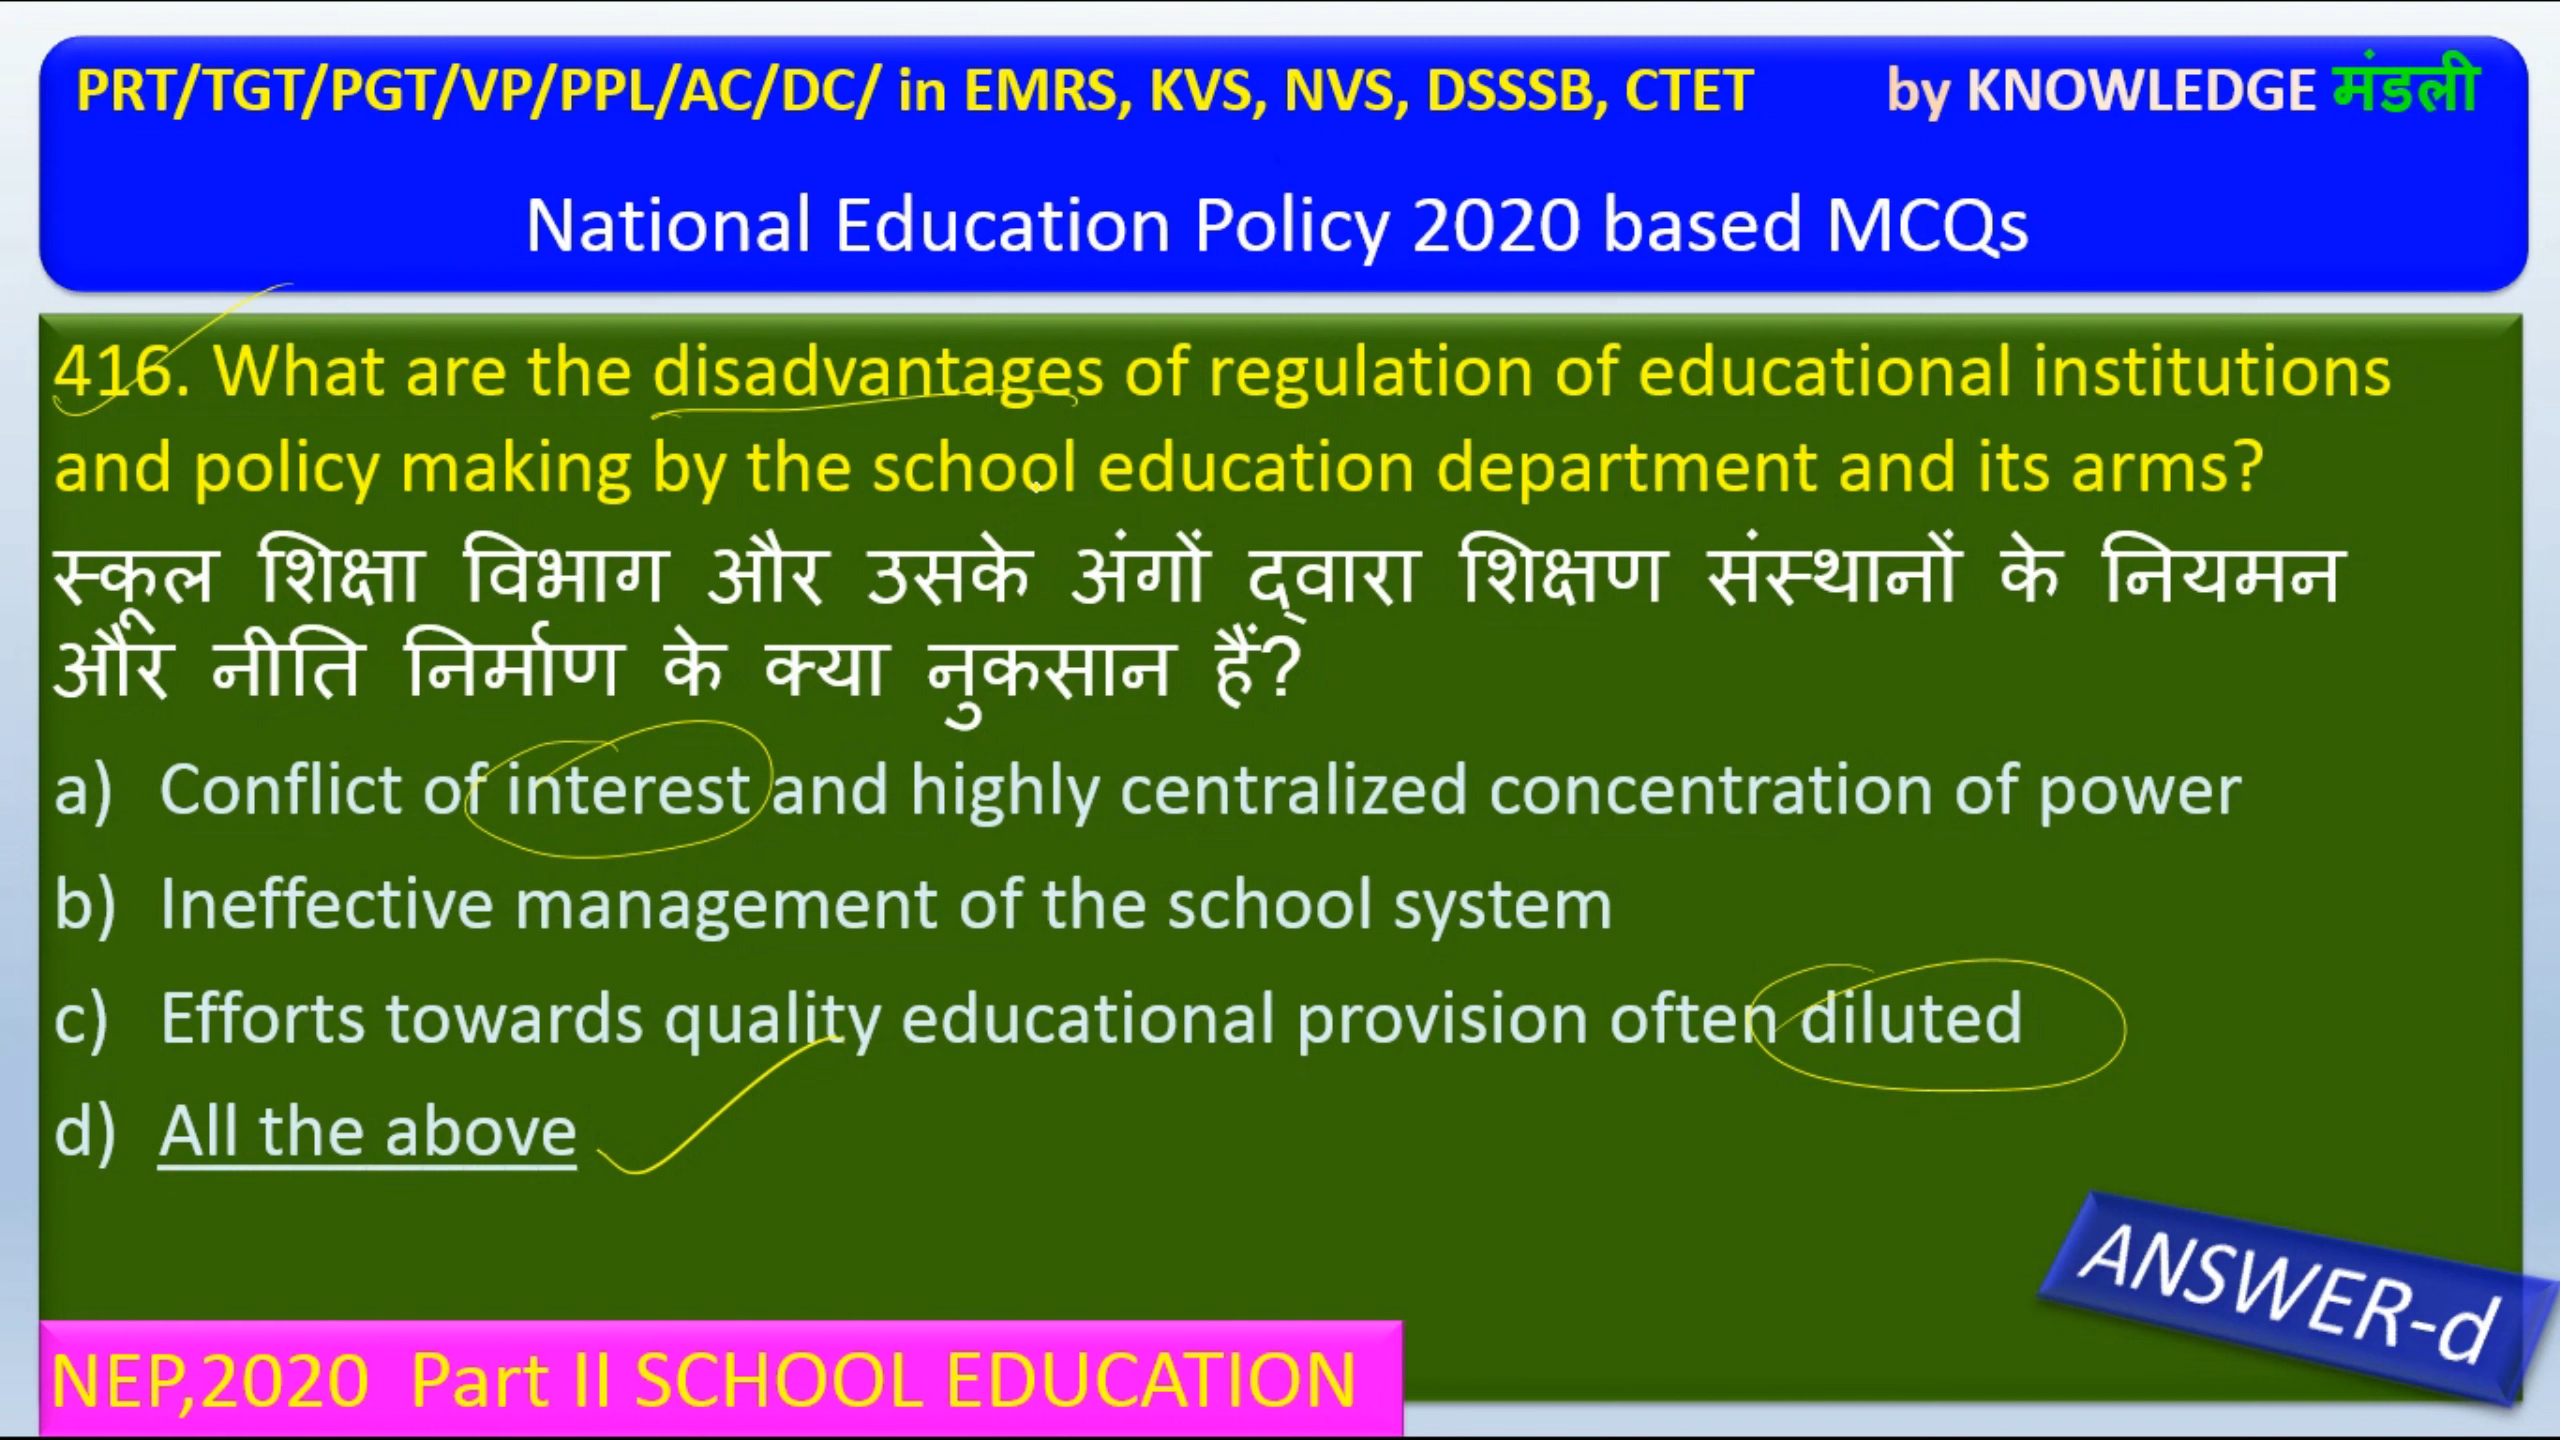 PRT/TGT/PGT/VP/PPL/AC/DC/ in EMRS, KVS, NVS, DSSSB, CTET by KNOWLEDGE मंडली
National Education Policy 2020 based MCQs
416. What are the disadvantages of regulation of educational institutions
and policy making by the school education department and its arms?
स्कूल शिक्षा विभाग और उसके अंगों द्वारा शिक्षण संस्थानों के नियमन
और नीति निर्माण के क्या नुकसान हैं?
a) Conflict of interest and highly centralized concentration of power
b) Ineffective management of the school system
c) Efforts towards quality educational provision often diluted
d) All the above
ANSWER-d
NEP,2020 Part II SCHOOL EDUCATION